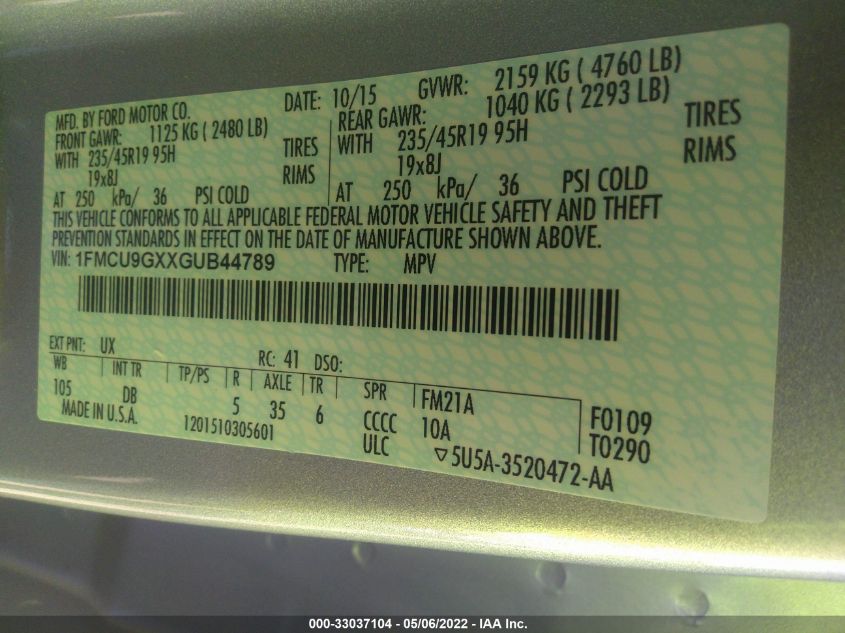 MFD. BY FORD MOTOR CO. DATE: 10/15 GVWR: 2159 KG ( 4760 LB)
FRONT GAWR: 1125 KG ( 2480 LB) REAR GAWR: 1040 KG ( 2293 LB)
WITH 235/45R19 95H TIRES WITH 235/45R19 95H TIRES
19x8J RIMS 19x8J RIMS
AT 250 kPa/ 36 PSI COLD AT 250 kPa/ 36 PSI COLD
THIS VEHICLE CONFORMS TO ALL APPLICABLE FEDERAL MOTOR VEHICLE SAFETY AND THEFT
PREVENTION STANDARDS IN EFFECT ON THE DATE OF MANUFACTURE SHOWN ABOVE.
VIN: 1FMCU9GXXGUB44789 TYPE: MPV
EXT PNT: UX RC: 41 DSO:
WB INT TR TP/PS R AXLE TR SPR FM21A F0109
105 DB 5 35 6 CCCC 10A T0290
MADE IN U.S.A. 1201510305601 ULC ▽5U5A-3520472-AA
000-33037104 - 05/06/2022 - IAA Inc.